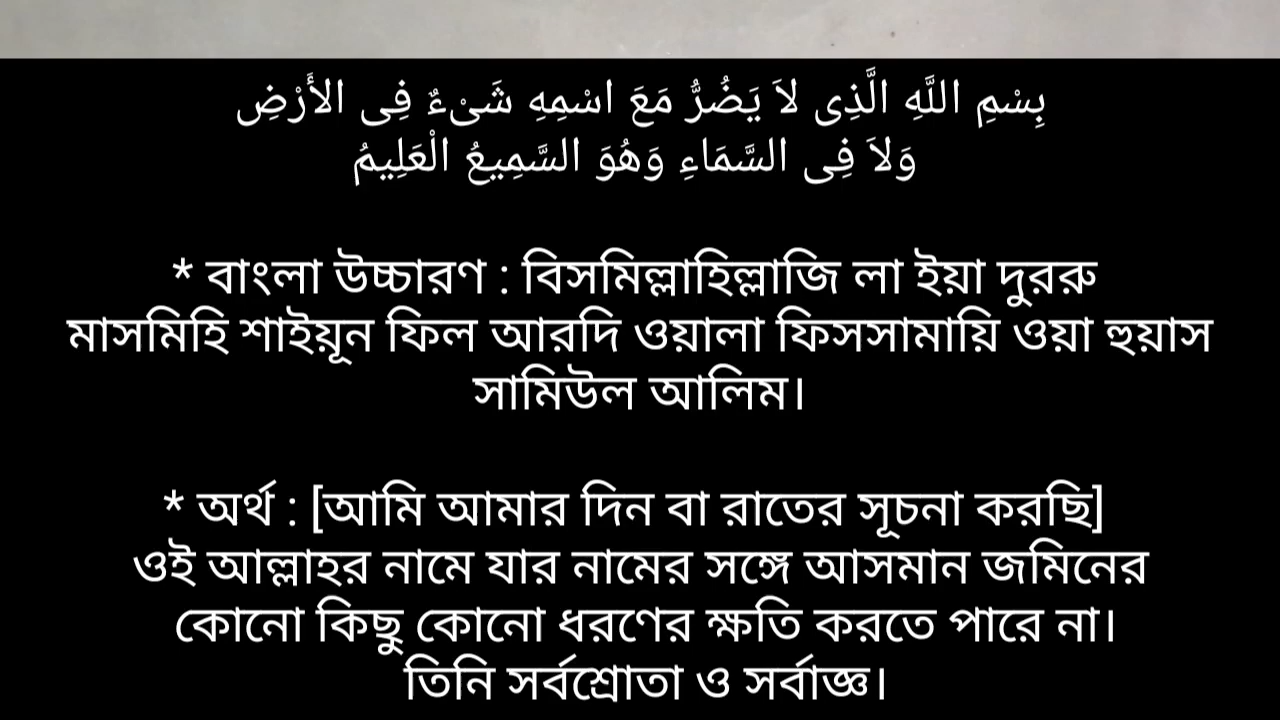 بِسْمِ اللَّهِ الَّذِى لاَ يَضُرُّ مَعَ اسْمِهِ شَىْءٌ فِى الأَرْضِ
وَلاَ فِى السَّمَاءِ وَهُوَ السَّمِيعُ الْعَلِيمُ
* বাংলা উচ্চারণ : বিসমিল্লাহিল্লাজি লা ইয়া দুররু
মাসমিহি শাইয়ূন ফিল আরদি ওয়ালা ফিসসামায়ি ওয়া হুয়াস
সামিউল আলিম।
* অর্থ : [আমি আমার দিন বা রাতের সূচনা করছি]
ওই আল্লাহর নামে যার নামের সঙ্গে আসমান জমিনের
কোনো কিছু কোনো ধরণের ক্ষতি করতে পারে না।
তিনি সর্বশ্রোতা ও সর্বাজ্ঞ।